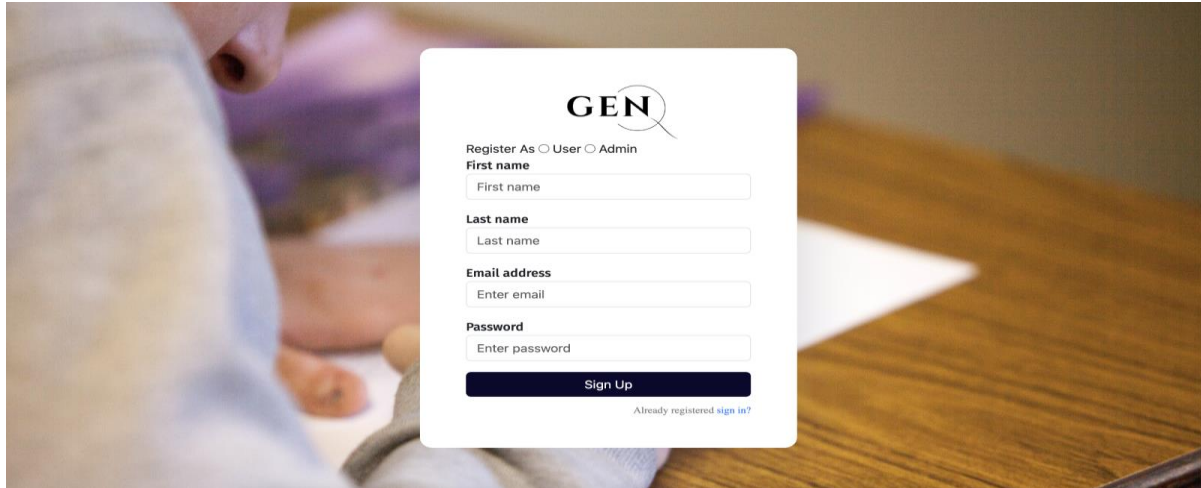 GEN
Register As User Admin
First name
First name
Last name
Last name
Email address
Enter email
Password
Enter password
Sign Up
Already registered sign in?